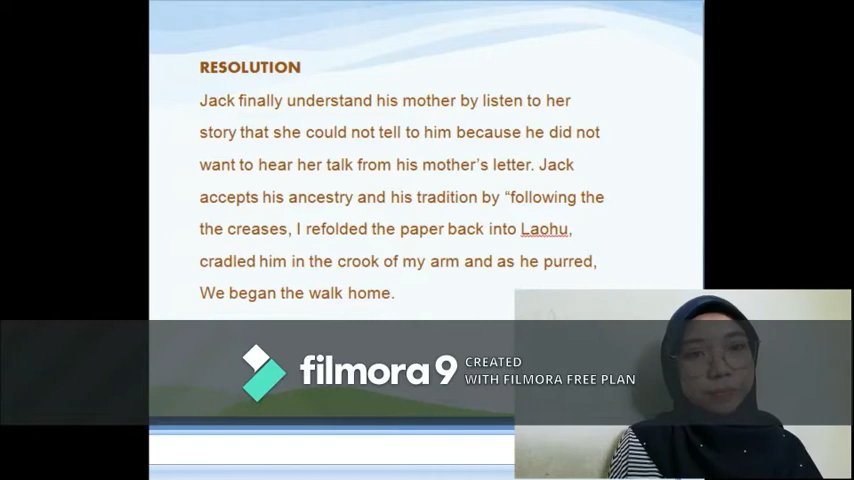 RESOLUTION
Jack finally understand his mother by listen to her
story that she could not tell to him because he did not
want to hear her talk from his mother’s letter. Jack
accepts his ancestry and his tradition by “following the
the creases, I refolded the paper back into Laohu,
cradled him in the crook of my arm and as he purred,
We began the walk home.
filmora9
CREATED
WITH FILMORA FREE PLAN